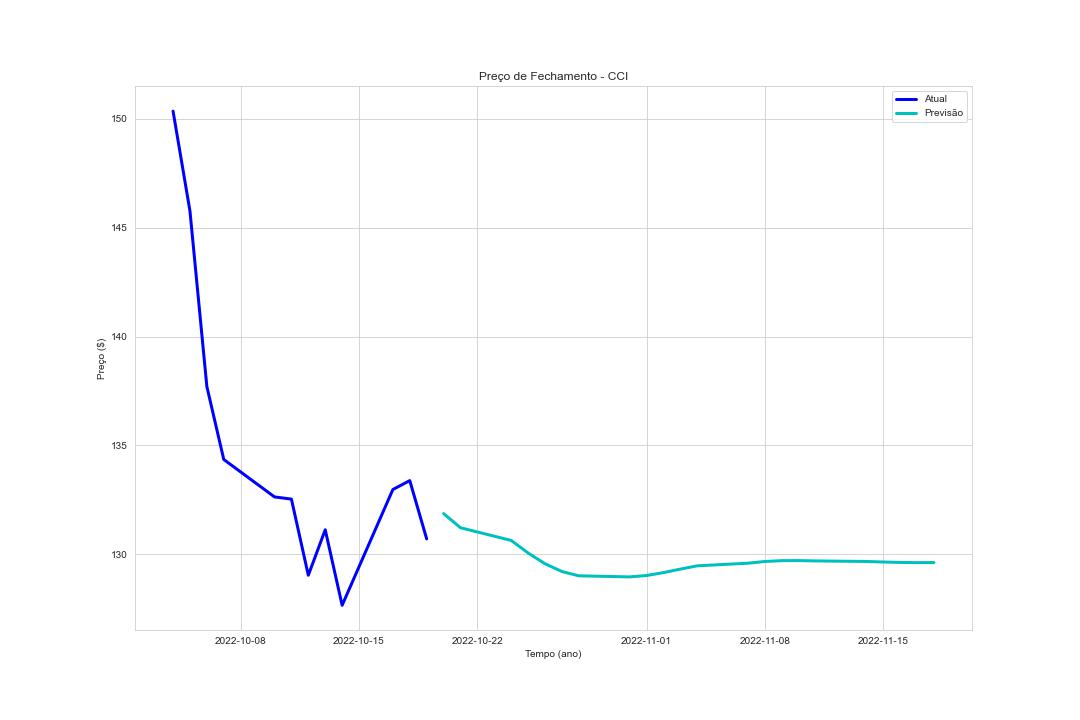 Preço de Fechamento - CCI
Atual
Previsão
150
145
140
135
130
Preço ($)
2022-10-08
2022-10-15
2022-10-22
2022-11-01
2022-11-08
2022-11-15
Tempo (ano)